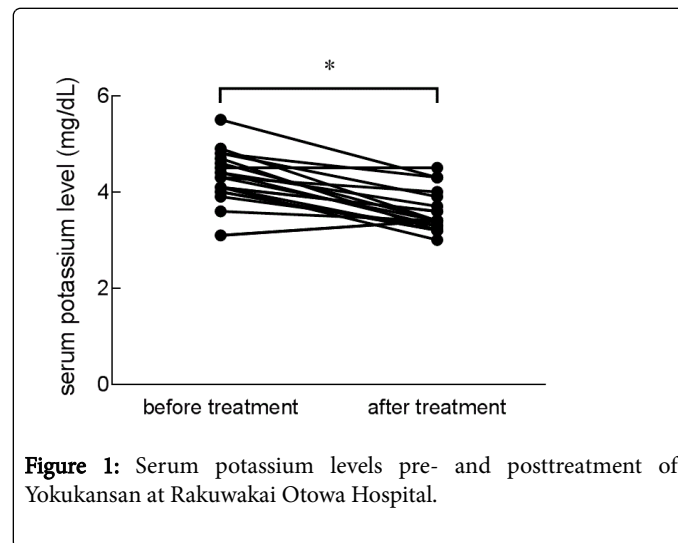 *
serum potassium level (mg/dL)
6
4
2
0
before treatment after treatment
Figure 1: Serum potassium levels pre- and posttreatment of
Yokukansan at Rakuwakai Otowa Hospital.